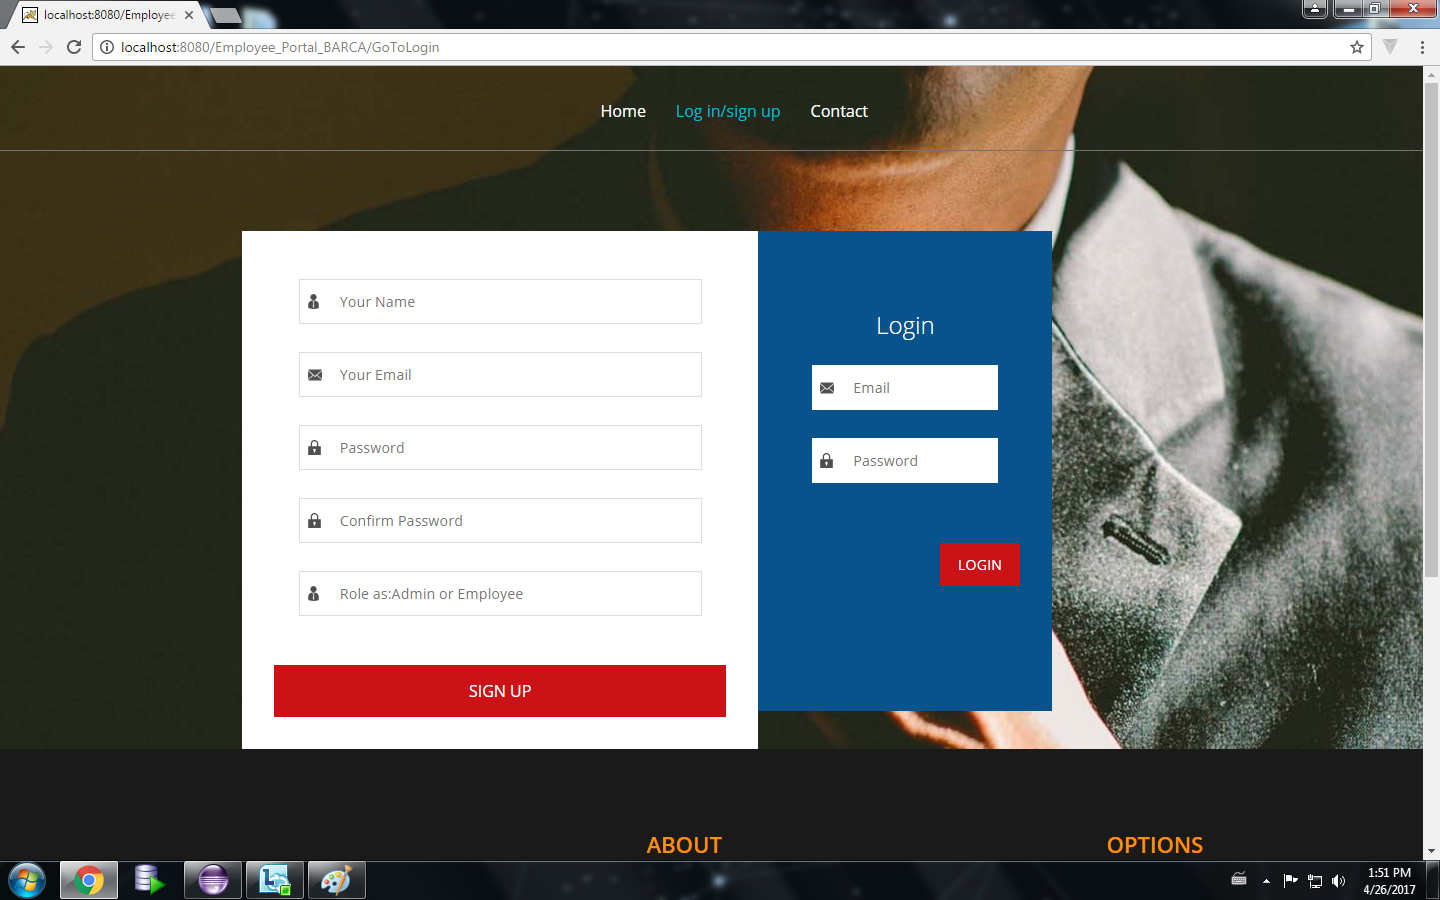 localhost:8080/Employee
localhost:8080/Employee_Portal_BARCA/GoToLogin
Home
Log in/sign up
Contact
Your Name
Your Email
Password
Confirm Password
Role as:Admin or Employee
SIGN UP
Login
Email
Password
LOGIN
ABOUT
OPTIONS
1:51 PM
4/26/2017